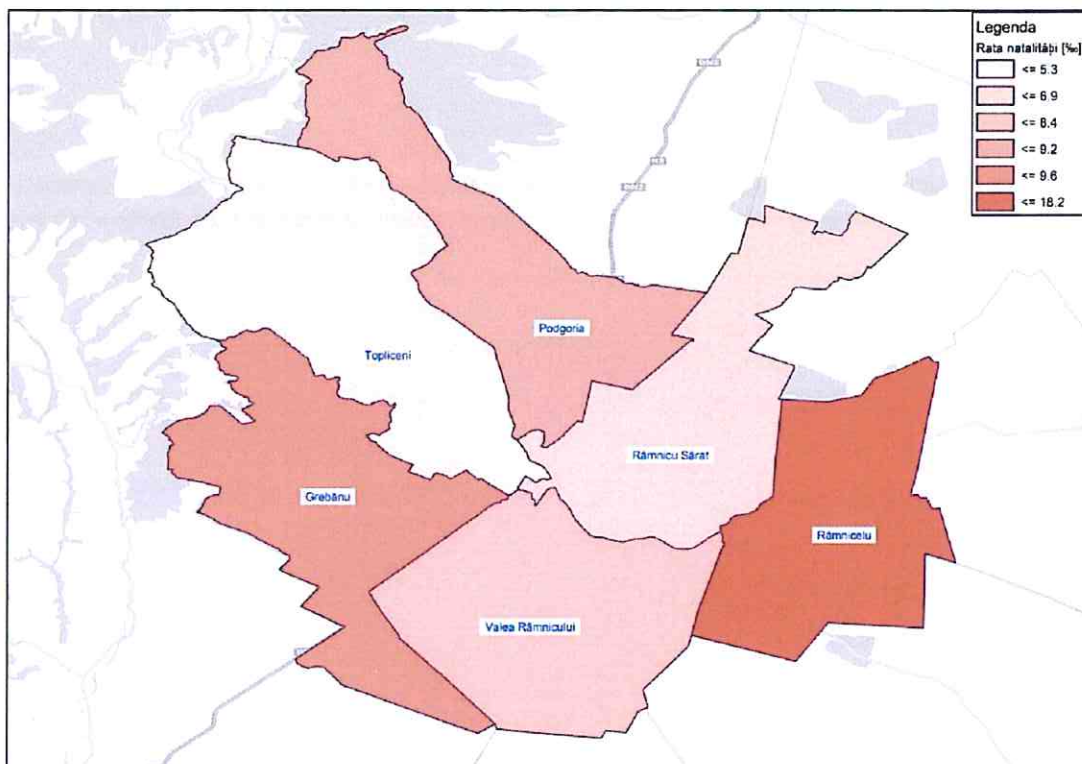 Legenda
Rata natalității [‰]
<= 5.3
<= 6.9
<= 8.4
<= 9.2
<= 9.6
<= 18.2
Podgoria
Topliceni
Râmnicu Sărat
Grebănu
Râmnicelu
Valea Râmnicului